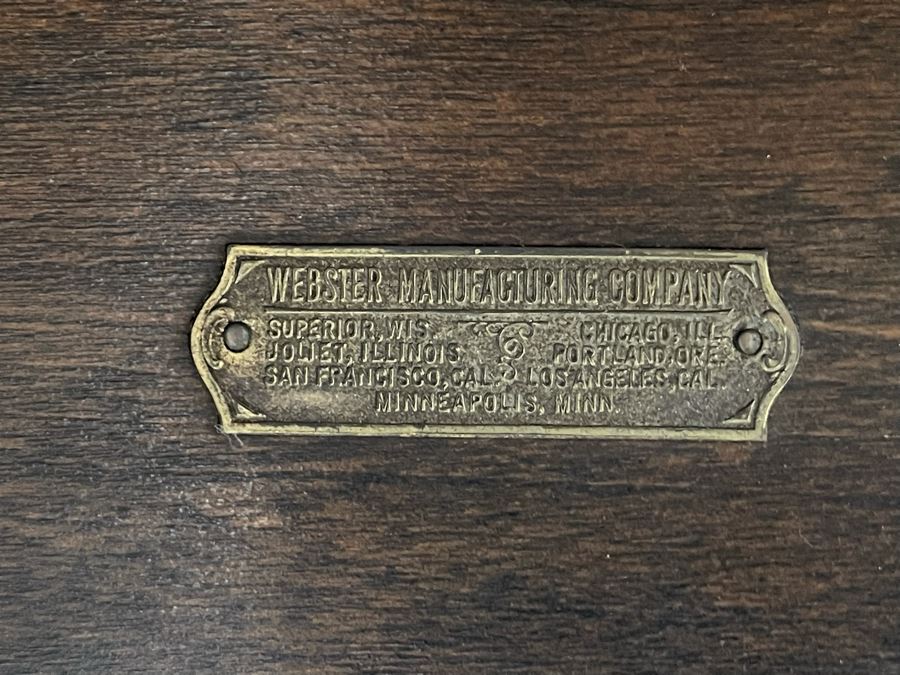 WEBSTER MANUFACTURING COMPANY
SUPERIOR, WIS. CHICAGO, ILL.
JOLIET, ILLINOIS PORTLAND, ORE.
SAN FRANCISCO, CAL. LOS ANGELES, CAL.
MINNEAPOLIS, MINN.